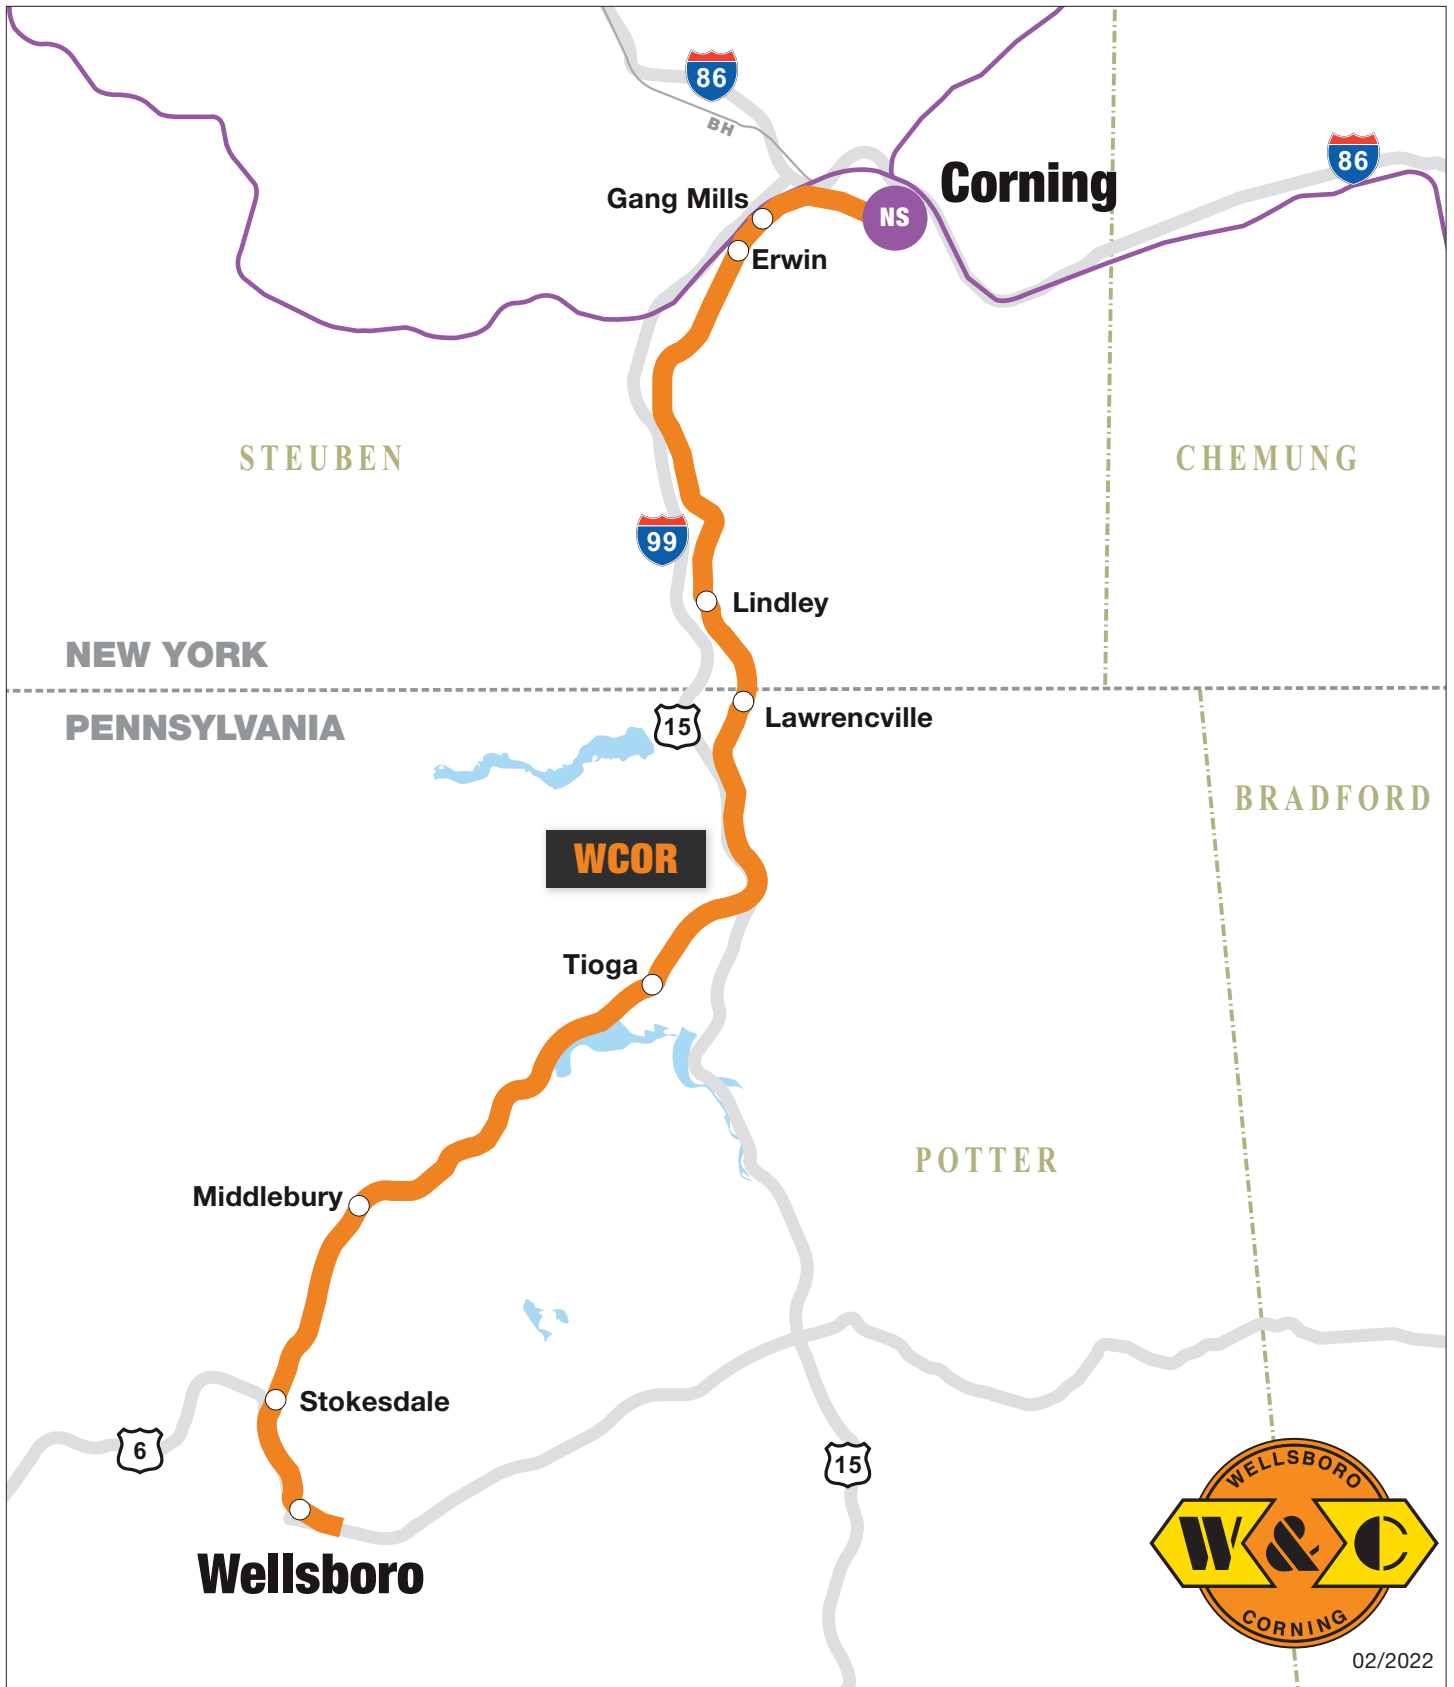 86
BH
86
Corning
Gang Mills
NS
Erwin
STEUBEN
CHEMUNG
99
Lindley
NEW YORK
PENNSYLVANIA
15
Lawrencville
BRADFORD
WCOR
Tioga
POTTER
Middlebury
Stokesdale
6
15
Wellsboro
WELLSBORO
W & C
CORNING
02/2022